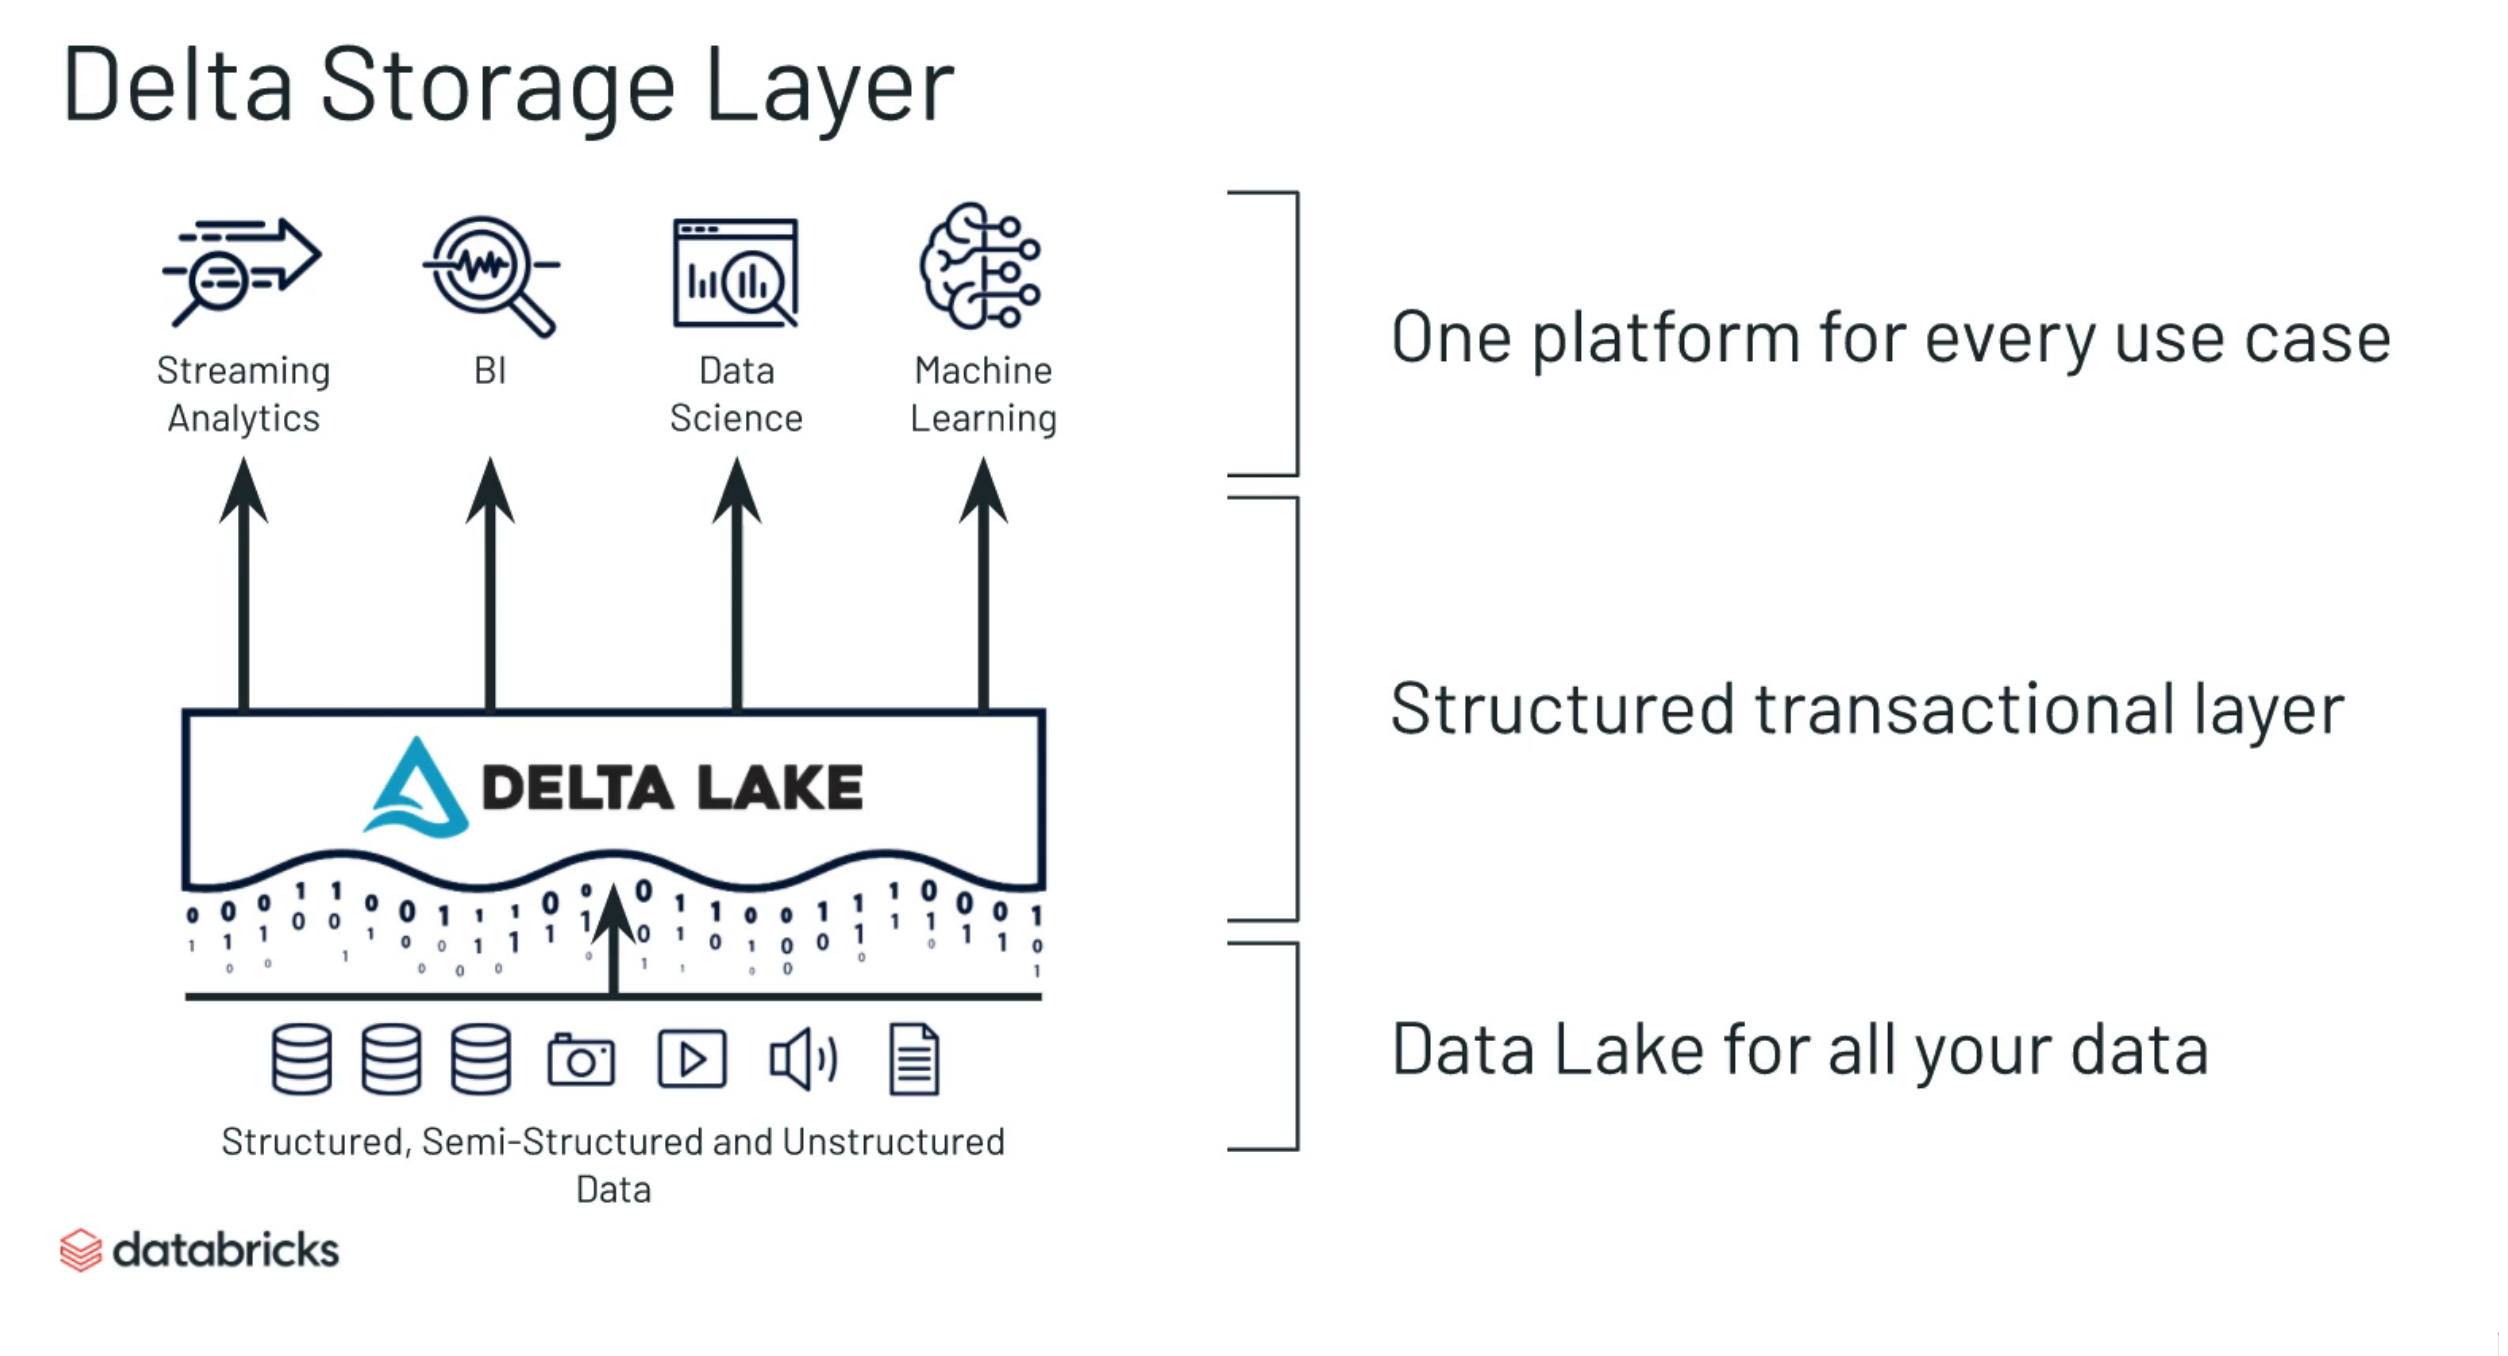 Delta Storage Layer
Streaming
Analytics
BI
Data
Science
Machine
Learning
One platform for every use case
DELTA LAKE
Structured transactional layer
Structured, Semi-Structured and Unstructured
Data
Data Lake for all your data
databricks